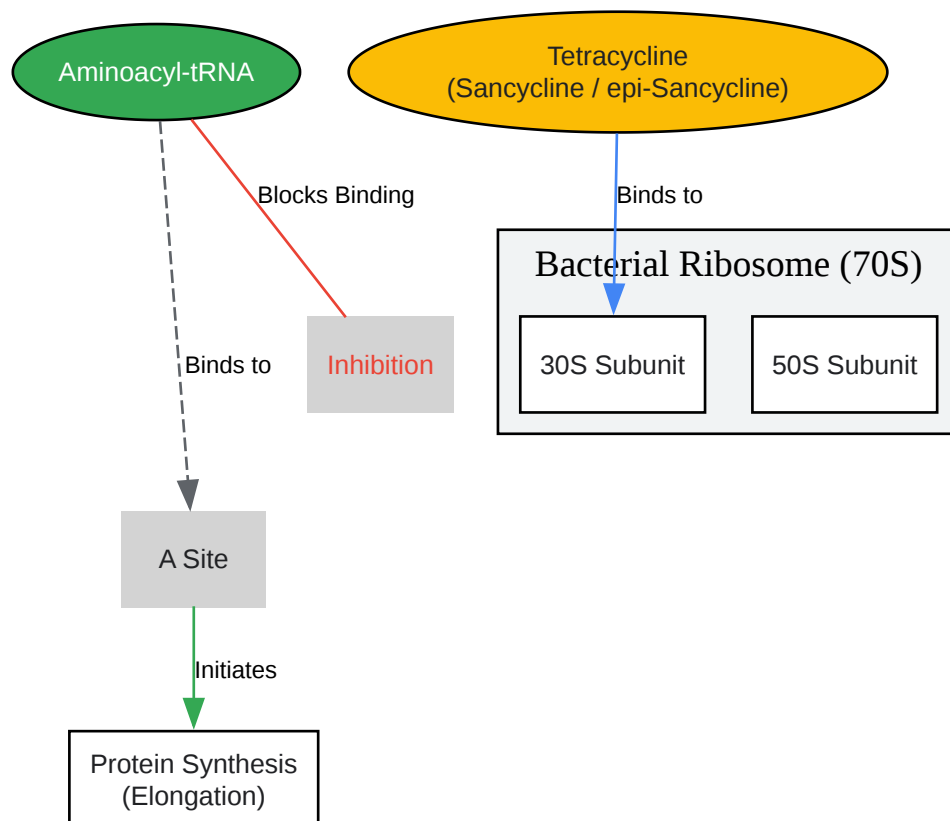 Aminoacyl-tRNA
Tetracycline
(Sancycline / epi-Sancycline)
Blocks Binding
Binds to
Bacterial Ribosome (70S)
Binds to
Inhibition
30S Subunit
50S Subunit
A Site
Initiates
Protein Synthesis
(Elongation)